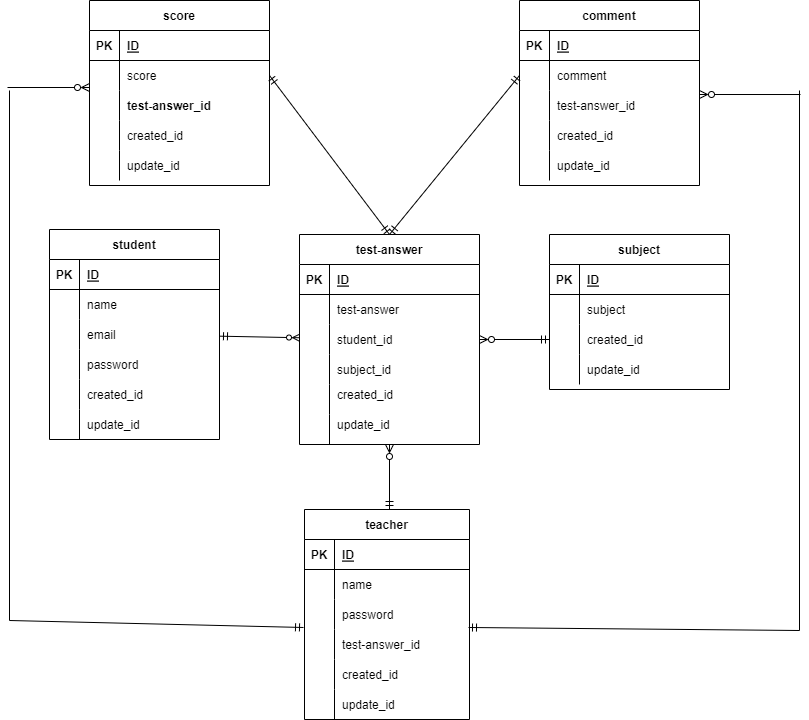 score
PK ID
score
test-answer_id
created_id
update_id
comment
PK ID
comment
test-answer_id
created_id
update_id
student
PK ID
name
email
password
created_id
update_id
test-answer
PK ID
test-answer
student_id
subject_id
created_id
update_id
subject
PK ID
subject
created_id
update_id
teacher
PK ID
name
password
test-answer_id
created_id
update_id